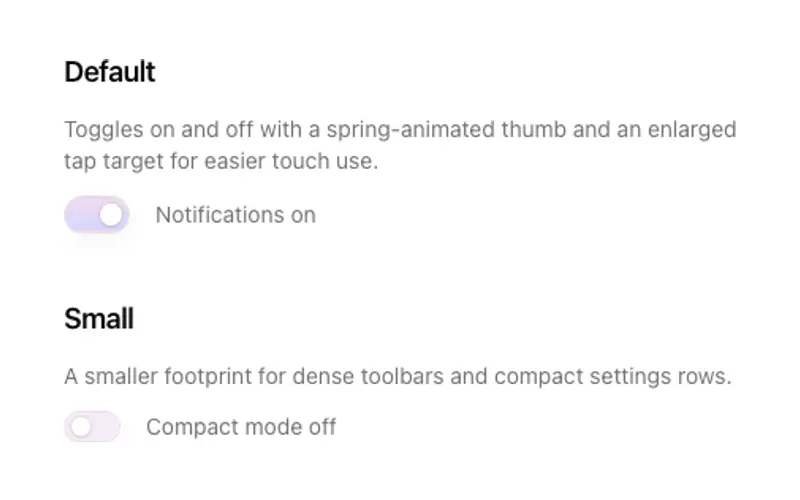 Default
Toggles on and off with a spring-animated thumb and an enlarged
tap target for easier touch use.
Notifications on
Small
A smaller footprint for dense toolbars and compact settings rows.
Compact mode off